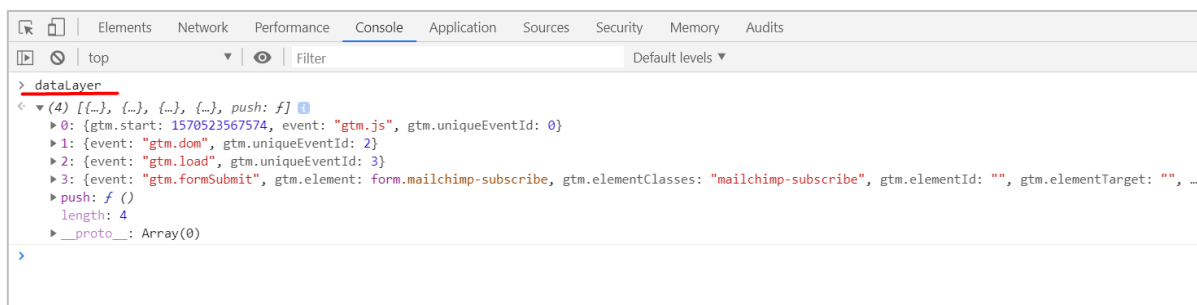 Elements Network Performance Console Application Sources Security Memory Audits
top ▼ Filter Default levels ▼
> dataLayer
< ▼ (4) [{…}, {…}, {…}, {…}, push: ƒ] i
▶ 0: {gtm.start: 1570523567574, event: "gtm.js", gtm.uniqueEventId: 0}
▶ 1: {event: "gtm.dom", gtm.uniqueEventId: 2}
▶ 2: {event: "gtm.load", gtm.uniqueEventId: 3}
▶ 3: {event: "gtm.formSubmit", gtm.element: form.mailchimp-subscribe, gtm.elementClasses: "mailchimp-subscribe", gtm.elementId: "", gtm.elementTarget: "", …
▶ push: ƒ ()
length: 4
▶ __proto__: Array(0)
>